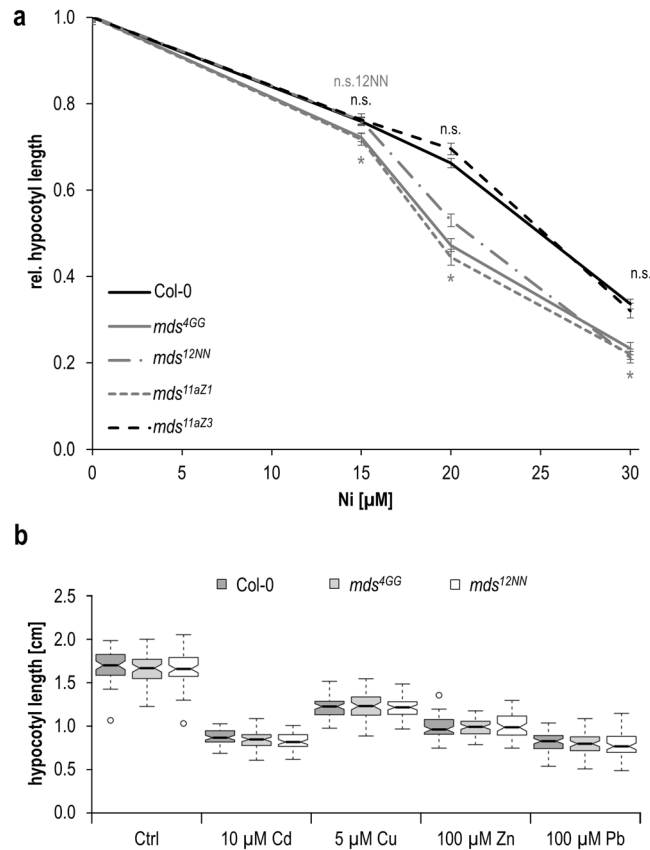 a
1.0
0.8
0.6
0.4
0.2
0.0
rel. hypocotyl length
n.s.12NN
n.s.
n.s.
n.s.
*
*
*
Col-0
mds4GG
mds12NN
mds11aZ1
mds11aZ3
0 5 10 15 20 25 30
Ni [µM]
b
Col-0 mds4GG mds12NN
2.5
2.0
1.5
1.0
0.5
0.0
hypocotyl length [cm]
Ctrl 10 µM Cd 5 µM Cu 100 µM Zn 100 µM Pb